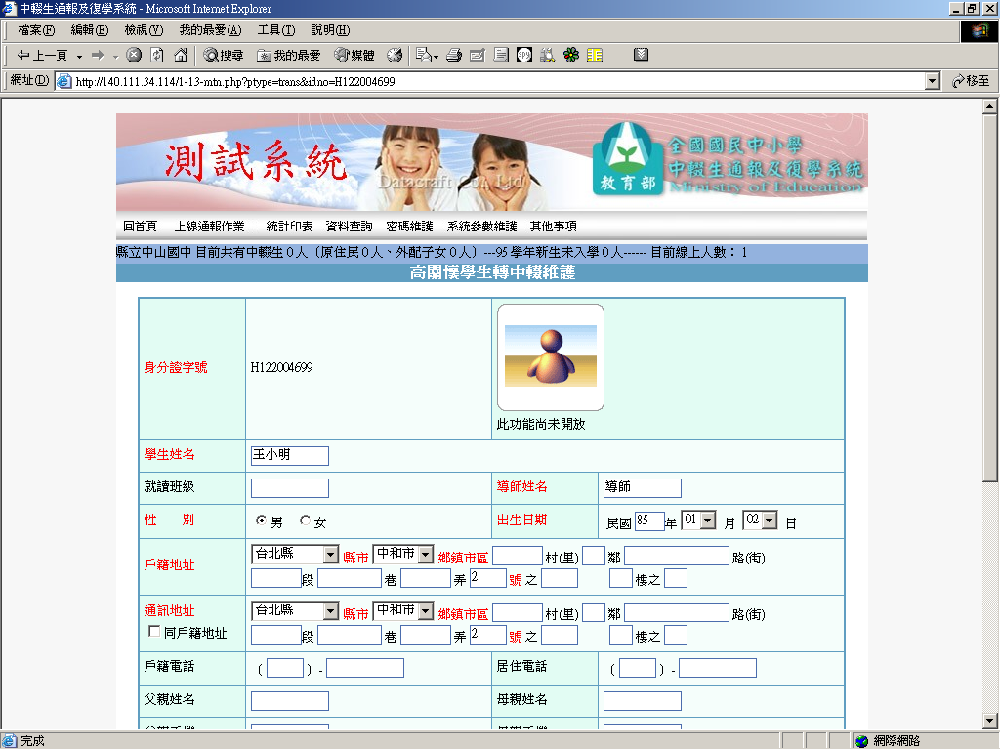 中輟生通報及復學系統 - Microsoft Internet Explorer
檔案(F) 編輯(E) 檢視(V) 我的最愛(A) 工具(T) 說明(H)
上一頁 搜尋 我的最愛 媒體
網址(D) http://140.111.34.114/1-13-mtn.php?ptype=trans&idno=H122004699 移至
測試系統
Datacraft Co., Ltd
教育部
全國國民中小學
中輟生通報及復學系統
Ministry of Education
回首頁 上線通報作業 統計印表 資料查詢 密碼維護 系統參數維護 其他事項
縣立中山國中 目前共有中輟生 0 人〔原住民 0 人、外配子女 0 人〕---95 學年新生未入學 0 人------ 目前線上人數： 1
高關懷學生轉中輟維護
身分證字號 H122004699
此功能尚未開放
學生姓名 王小明
就讀班級 導師姓名 導師
性 別 男 女 出生日期 民國 85 年 01 月 02 日
戶籍地址 台北縣 縣市 中和市 鄉鎮市區 村(里) 鄰 路(街)
段 巷 弄 2 號 之 樓之
通訊地址 台北縣 縣市 中和市 鄉鎮市區 村(里) 鄰 路(街)
同戶籍地址 段 巷 弄 2 號 之 樓之
戶籍電話 ( ) - 居住電話 ( ) -
父親姓名 母親姓名
完成 網際網路